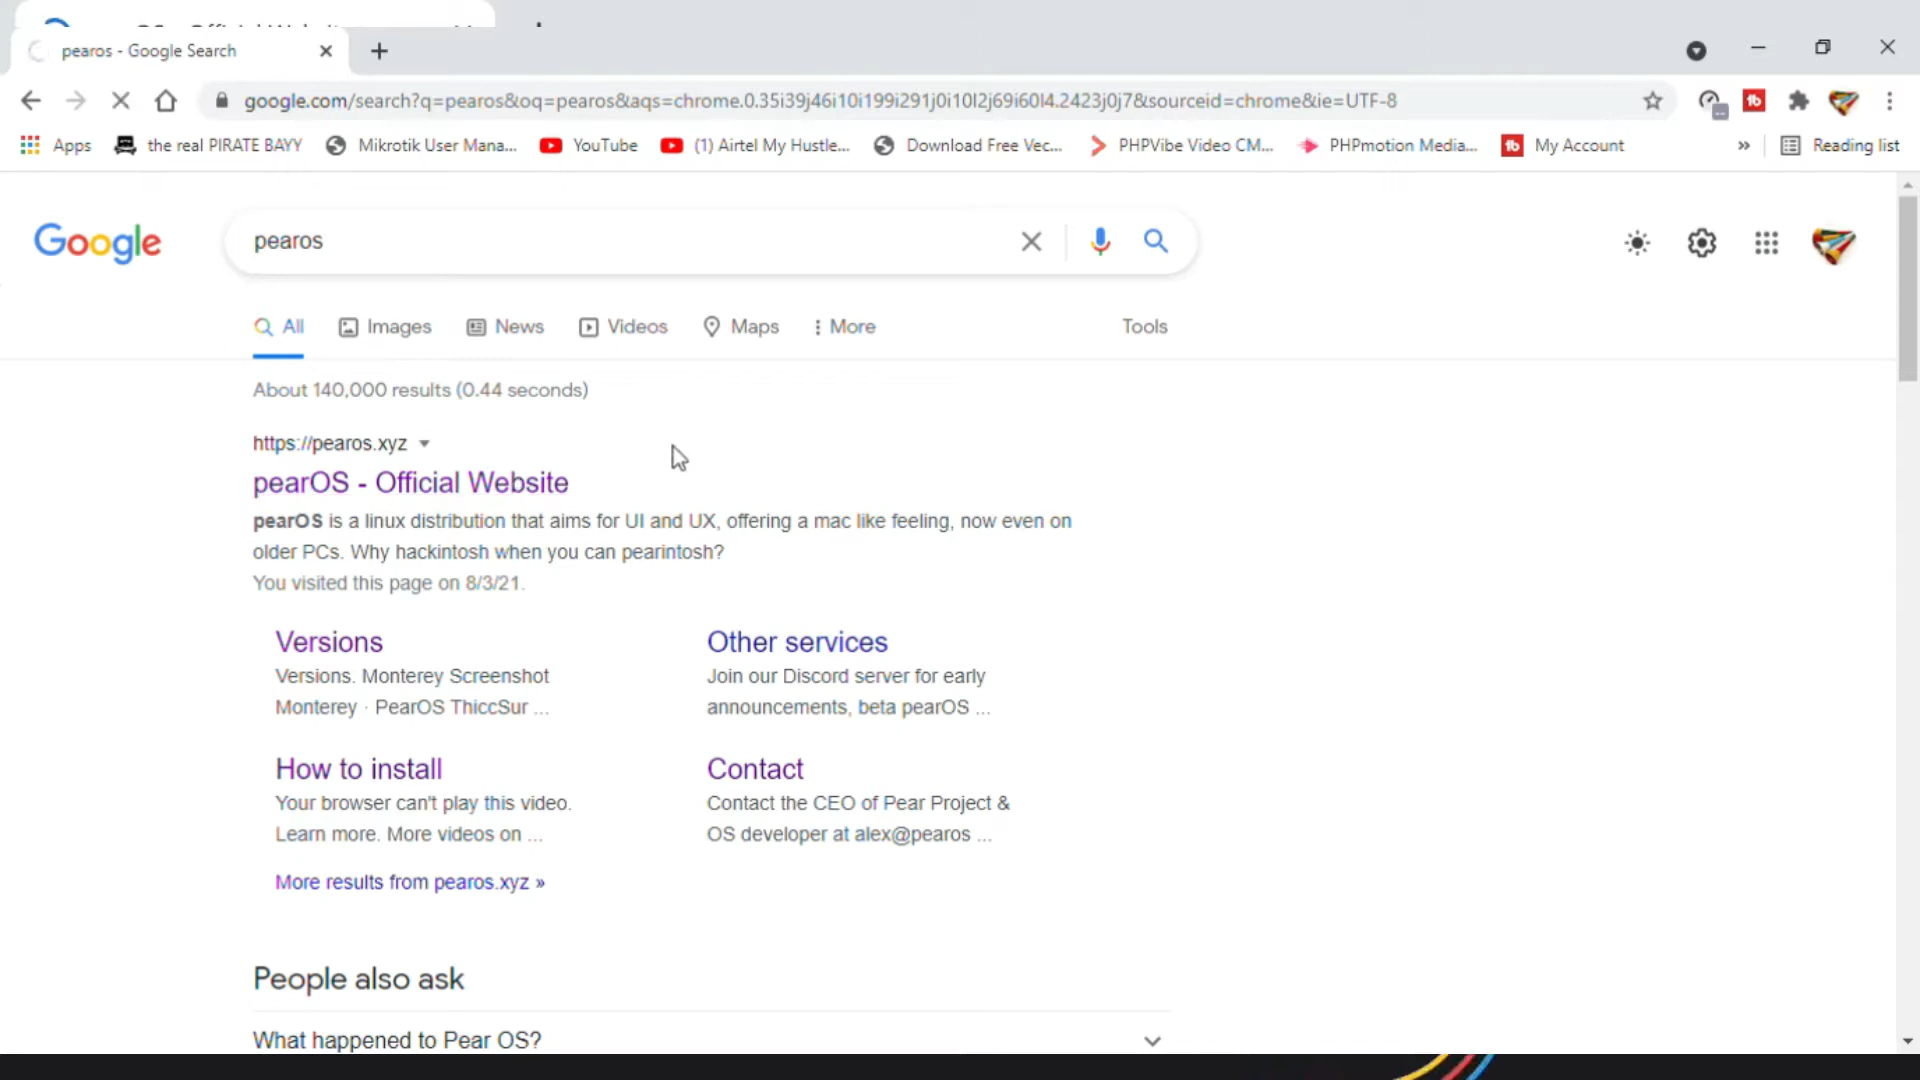 pearos - Google Search
google.com/search?q=pearos&oq=pearos&aqs=chrome.0.35i39j46i10i199i291j0i10l2j69i60l4.2423j0j7&sourceid=chrome&ie=UTF-8
Apps the real PIRATE BAYY Mikrotik User Mana... YouTube (1) Airtel My Hustle... Download Free Vec... PHPVibe Video CM... PHPmotion Media... My Account » Reading list
Google pearos
All Images News Videos Maps More Tools
About 140,000 results (0.44 seconds)
https://pearos.xyz
pearOS - Official Website
pearOS is a linux distribution that aims for UI and UX, offering a mac like feeling, now even on
older PCs. Why hackintosh when you can pearintosh?
You visited this page on 8/3/21.
Versions
Versions. Monterey Screenshot
Monterey · PearOS ThiccSur ...
Other services
Join our Discord server for early
announcements, beta pearOS ...
How to install
Your browser can't play this video.
Learn more. More videos on ...
Contact
Contact the CEO of Pear Project &
OS developer at alex@pearos ...
More results from pearos.xyz »
People also ask
What happened to Pear OS?